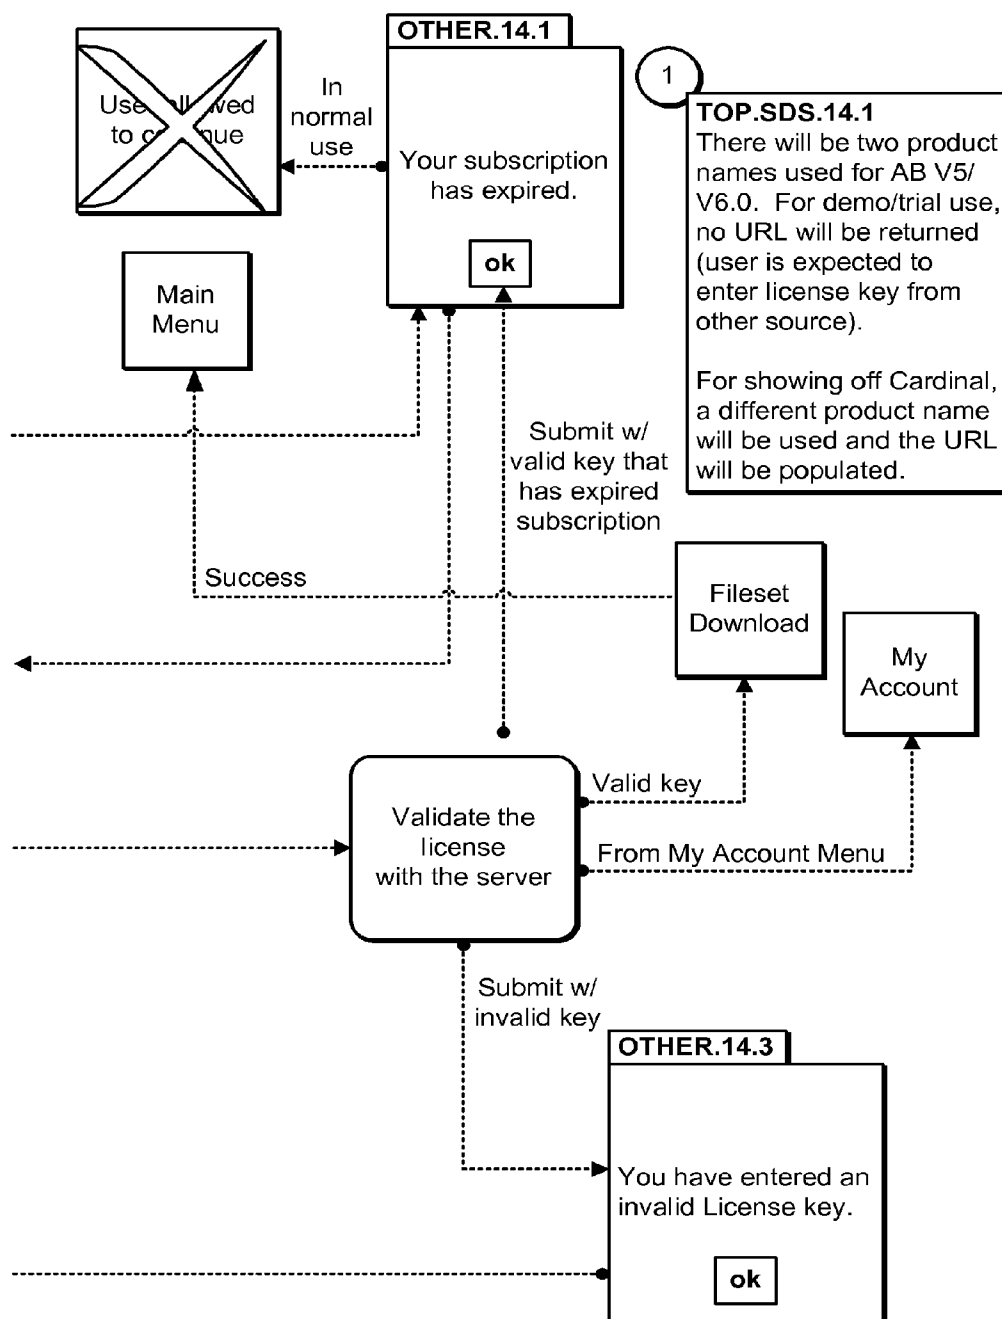 OTHER.14.1
to
In
normal
use
Your subscription
has expired.
ok
1
TOP.SDS.14.1
There will be two product
names used for AB V5/
V6.0. For demo/trial use,
no URL will be returned
(user is expected to
enter license key from
other source).
For showing off Cardinal,
a different product name
will be used and the URL
will be populated.
Main
Menu
Submit w/
valid key that
has expired
subscription
Success
Fileset
Download
My
Account
Valid key
Validate the
license
with the server
From My Account Menu
Submit w/
invalid key
OTHER.14.3
You have entered an
invalid License key.
ok